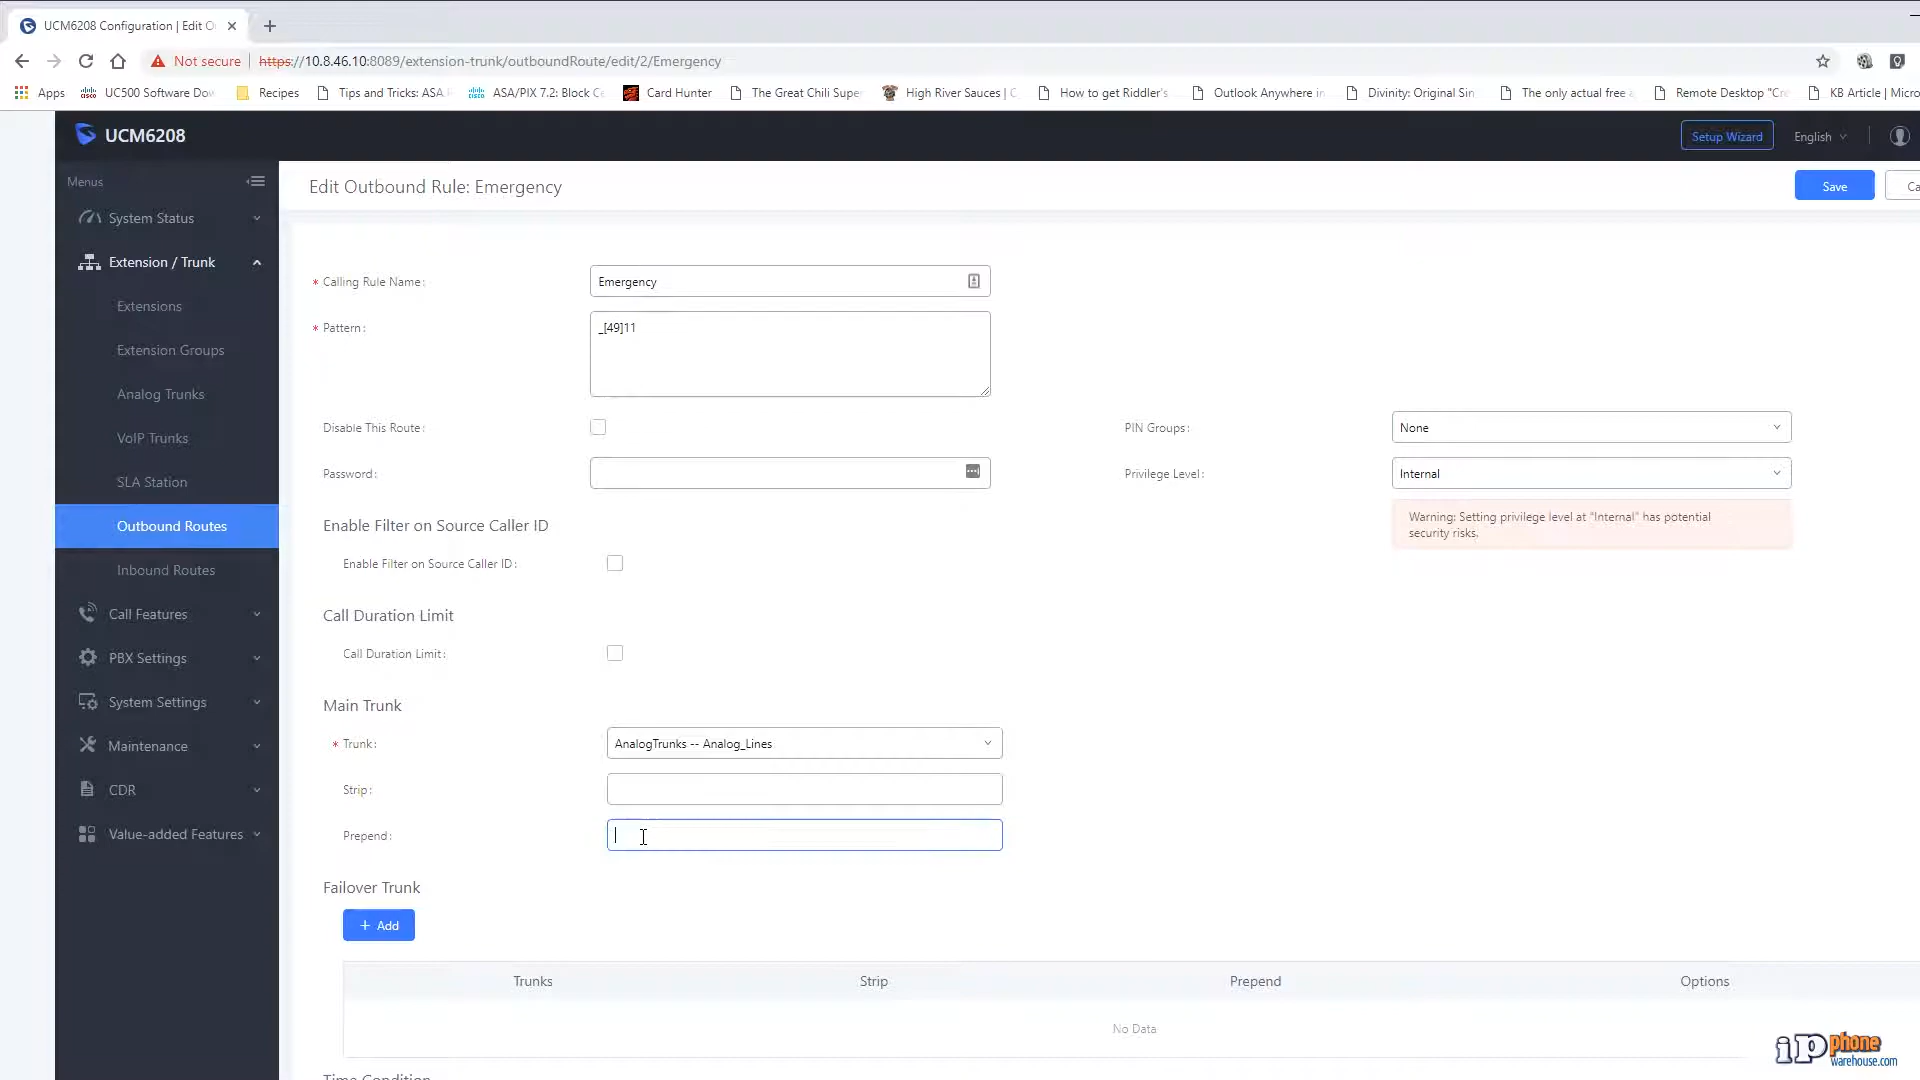 UCM6208 Configuration | Edit O
Not secure
https://10.8.46.10:8089/extension-trunk/outboundRoute/edit/2/Emergency
Apps
UC500 Software Dow
Recipes
Tips and Tricks: ASA
ASA/PIX 7.2: Block Ce
Card Hunter
The Great Chili Supe
High River Sauces | C
How to get Riddler's
Outlook Anywhere in
Divinity: Original Sin
The only actual free
Remote Desktop "Cre
KB Article | Micro
UCM6208
Setup Wizard
English
Menus
Edit Outbound Rule: Emergency
Save
Ca
System Status
Extension / Trunk
Extensions
Extension Groups
Analog Trunks
VoIP Trunks
SLA Station
Outbound Routes
Inbound Routes
Call Features
PBX Settings
System Settings
Maintenance
CDR
Value-added Features
* Calling Rule Name:
Emergency
* Pattern:
_[49]11
Disable This Route:
PIN Groups:
None
Password:
Privilege Level:
Internal
Warning: Setting privilege level at "Internal" has potential
security risks.
Enable Filter on Source Caller ID
Enable Filter on Source Caller ID:
Call Duration Limit
Call Duration Limit:
Main Trunk
* Trunk:
AnalogTrunks -- Analog_Lines
Strip:
Prepend:
Failover Trunk
+ Add
Trunks
Strip
Prepend
Options
No Data
Time Condition
ip phone
warehouse.com